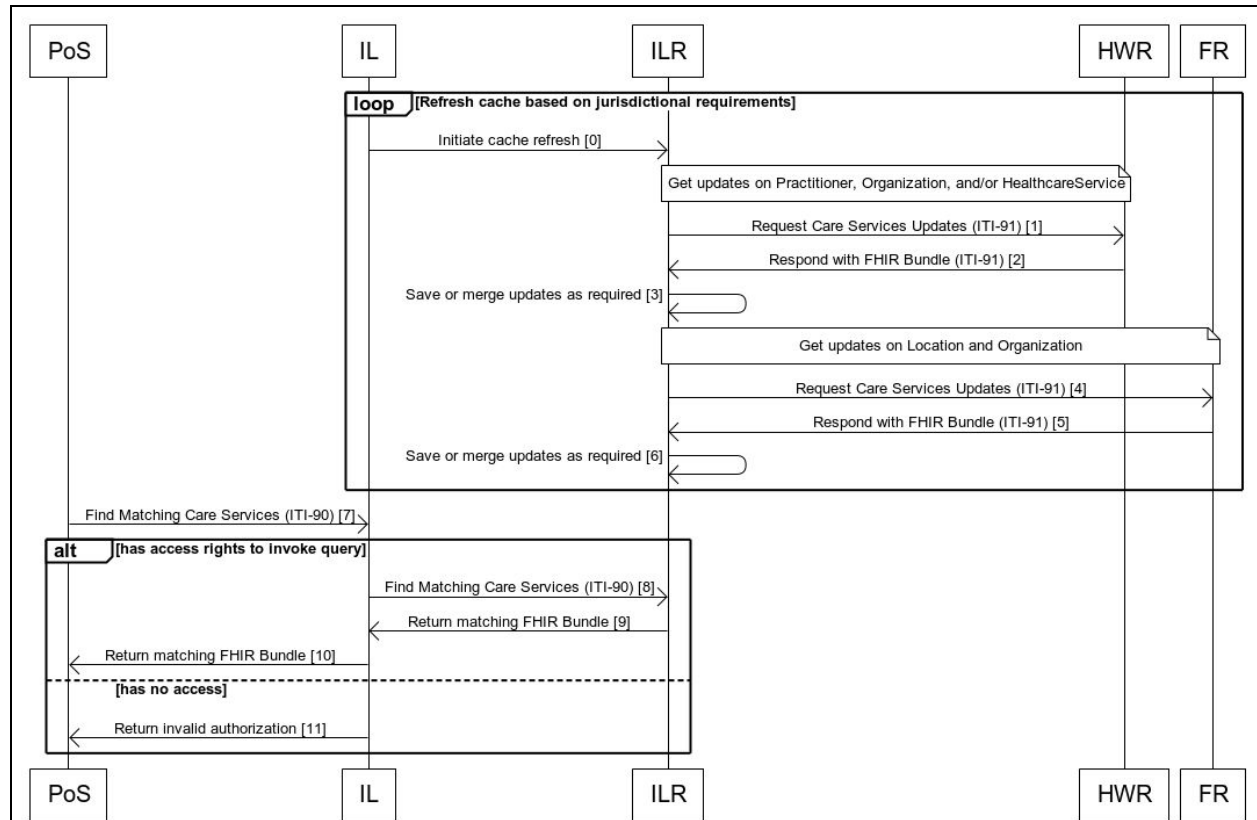 PoS IL ILR HWR FR
loop [Refresh cache based on jurisdictional requirements]
Initiate cache refresh [0]
Get updates on Practitioner, Organization, and/or HealthcareService
Request Care Services Updates (ITI-91) [1]
Respond with FHIR Bundle (ITI-91) [2]
Save or merge updates as required [3]
Get updates on Location and Organization
Request Care Services Updates (ITI-91) [4]
Respond with FHIR Bundle (ITI-91) [5]
Save or merge updates as required [6]
Find Matching Care Services (ITI-90) [7]
alt [has access rights to invoke query]
Find Matching Care Services (ITI-90) [8]
Return matching FHIR Bundle [9]
Return matching FHIR Bundle [10]
[has no access]
Return invalid authorization [11]
PoS IL ILR HWR FR